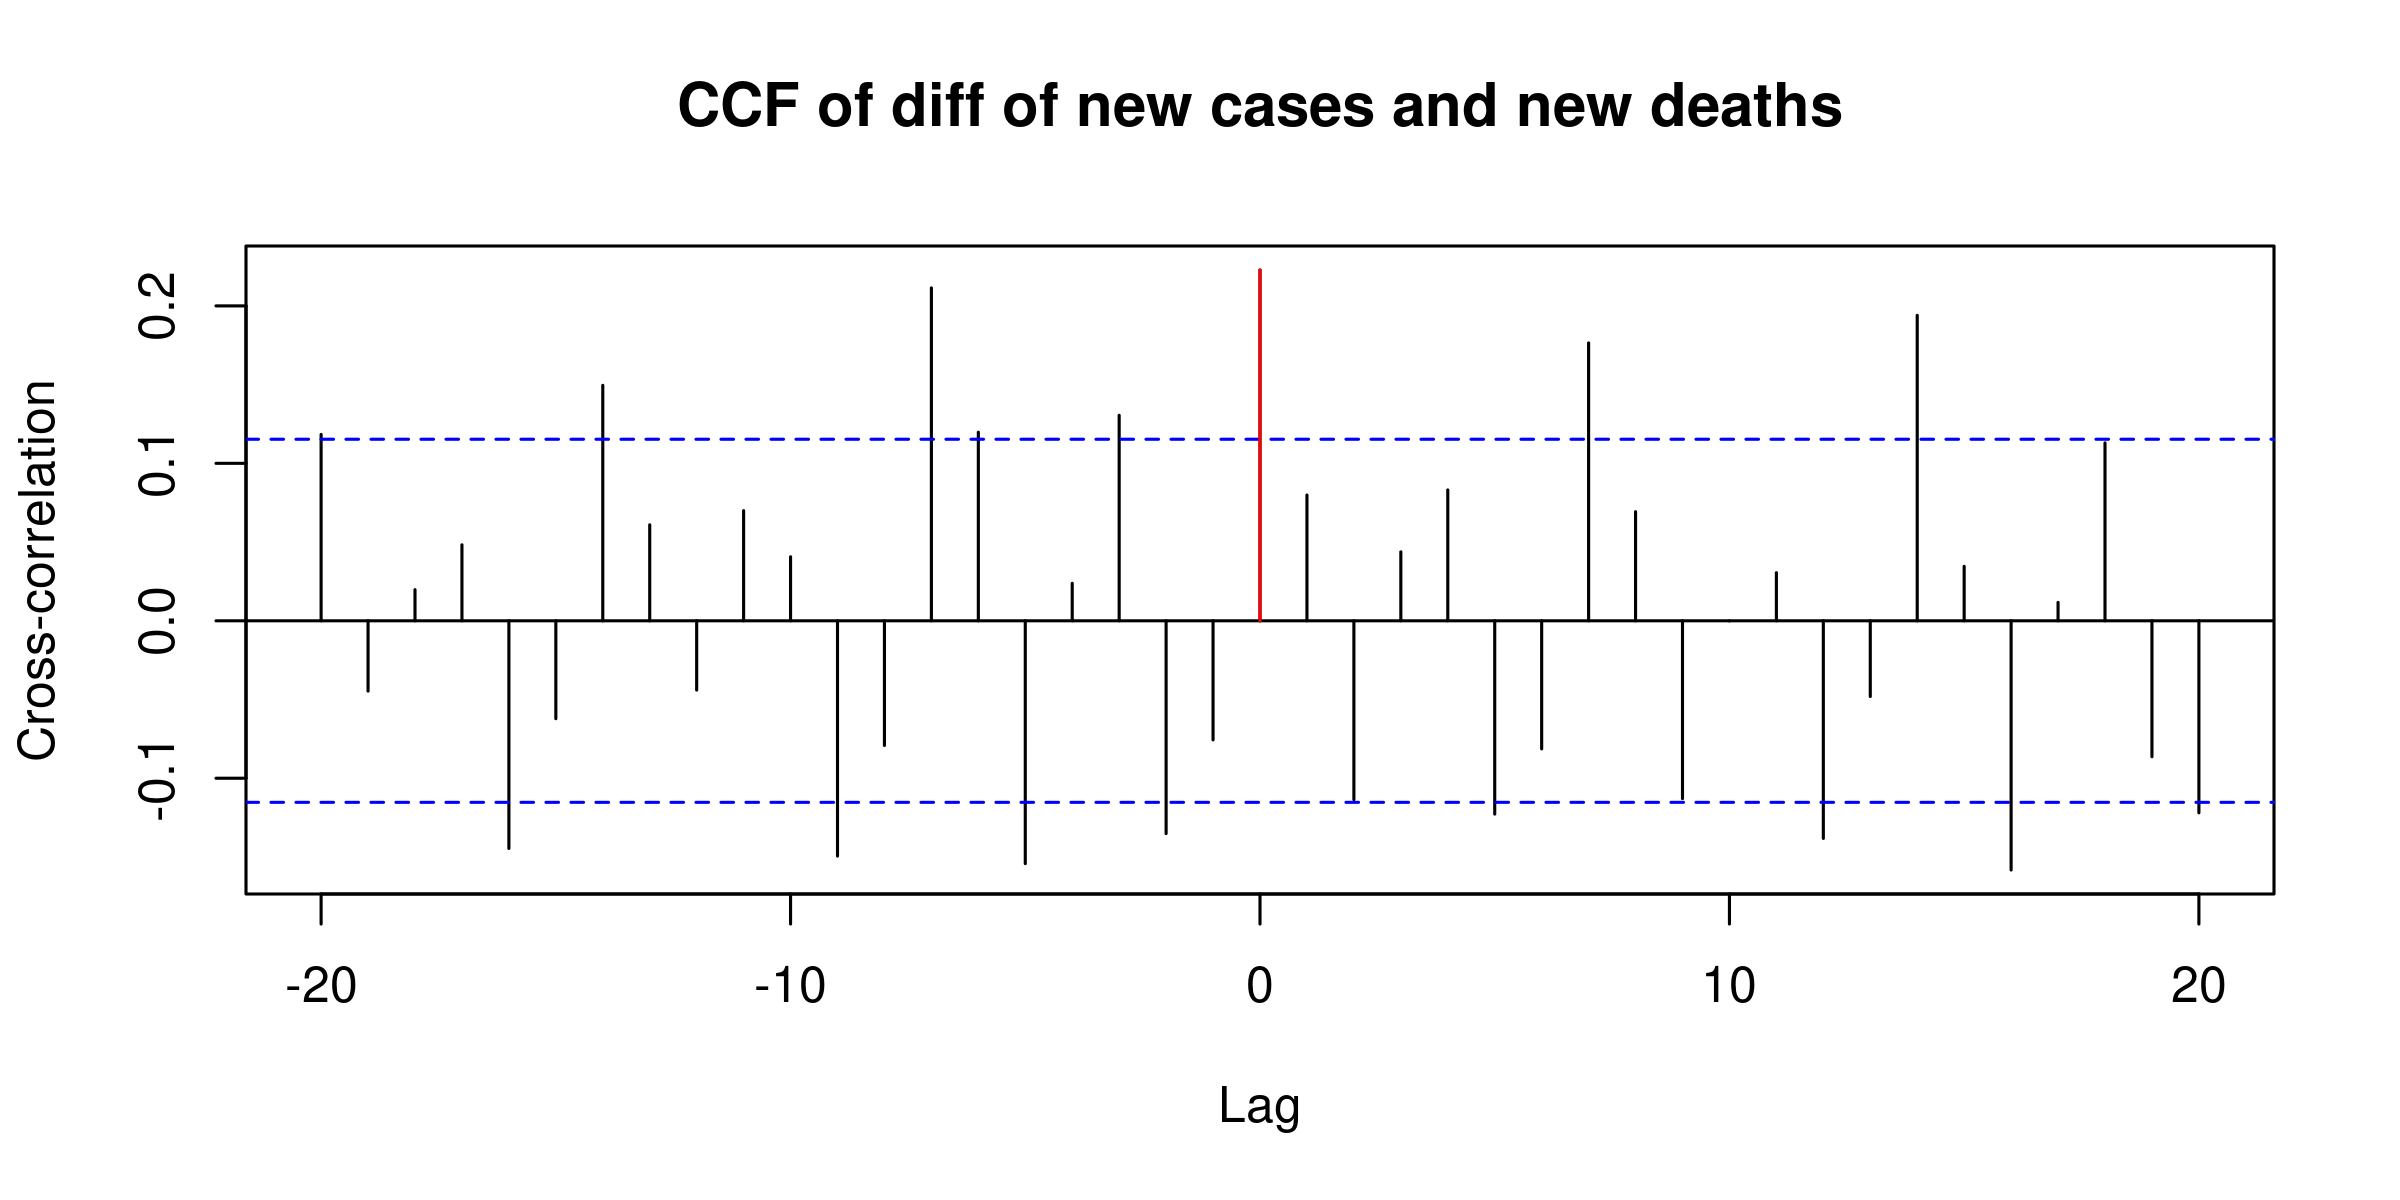 CCF of diff of new cases and new deaths
Cross-correlation
0.2
0.1
0.0
-0.1
-20 -10 0 10 20
Lag